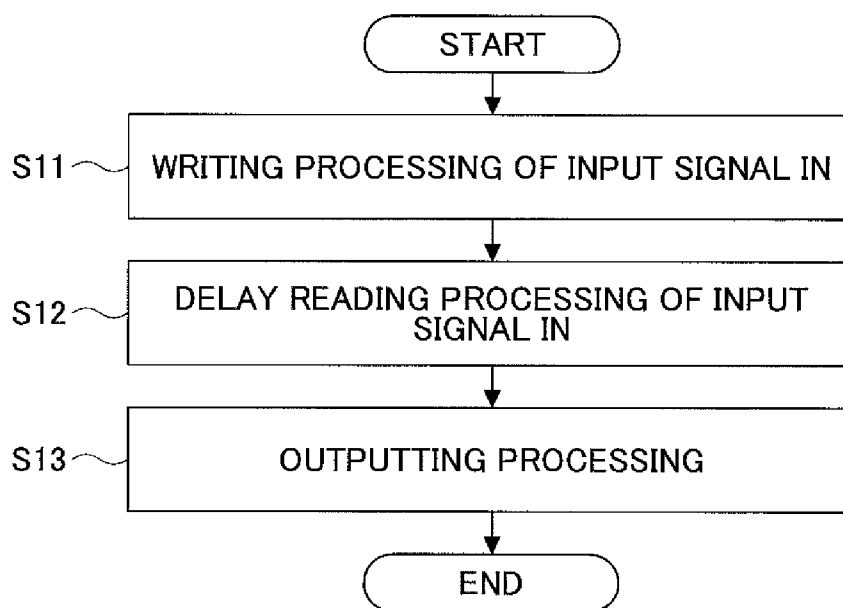 START
S11 WRITING PROCESSING OF INPUT SIGNAL IN
S12 DELAY READING PROCESSING OF INPUT
SIGNAL IN
S13 OUTPUTTING PROCESSING
END